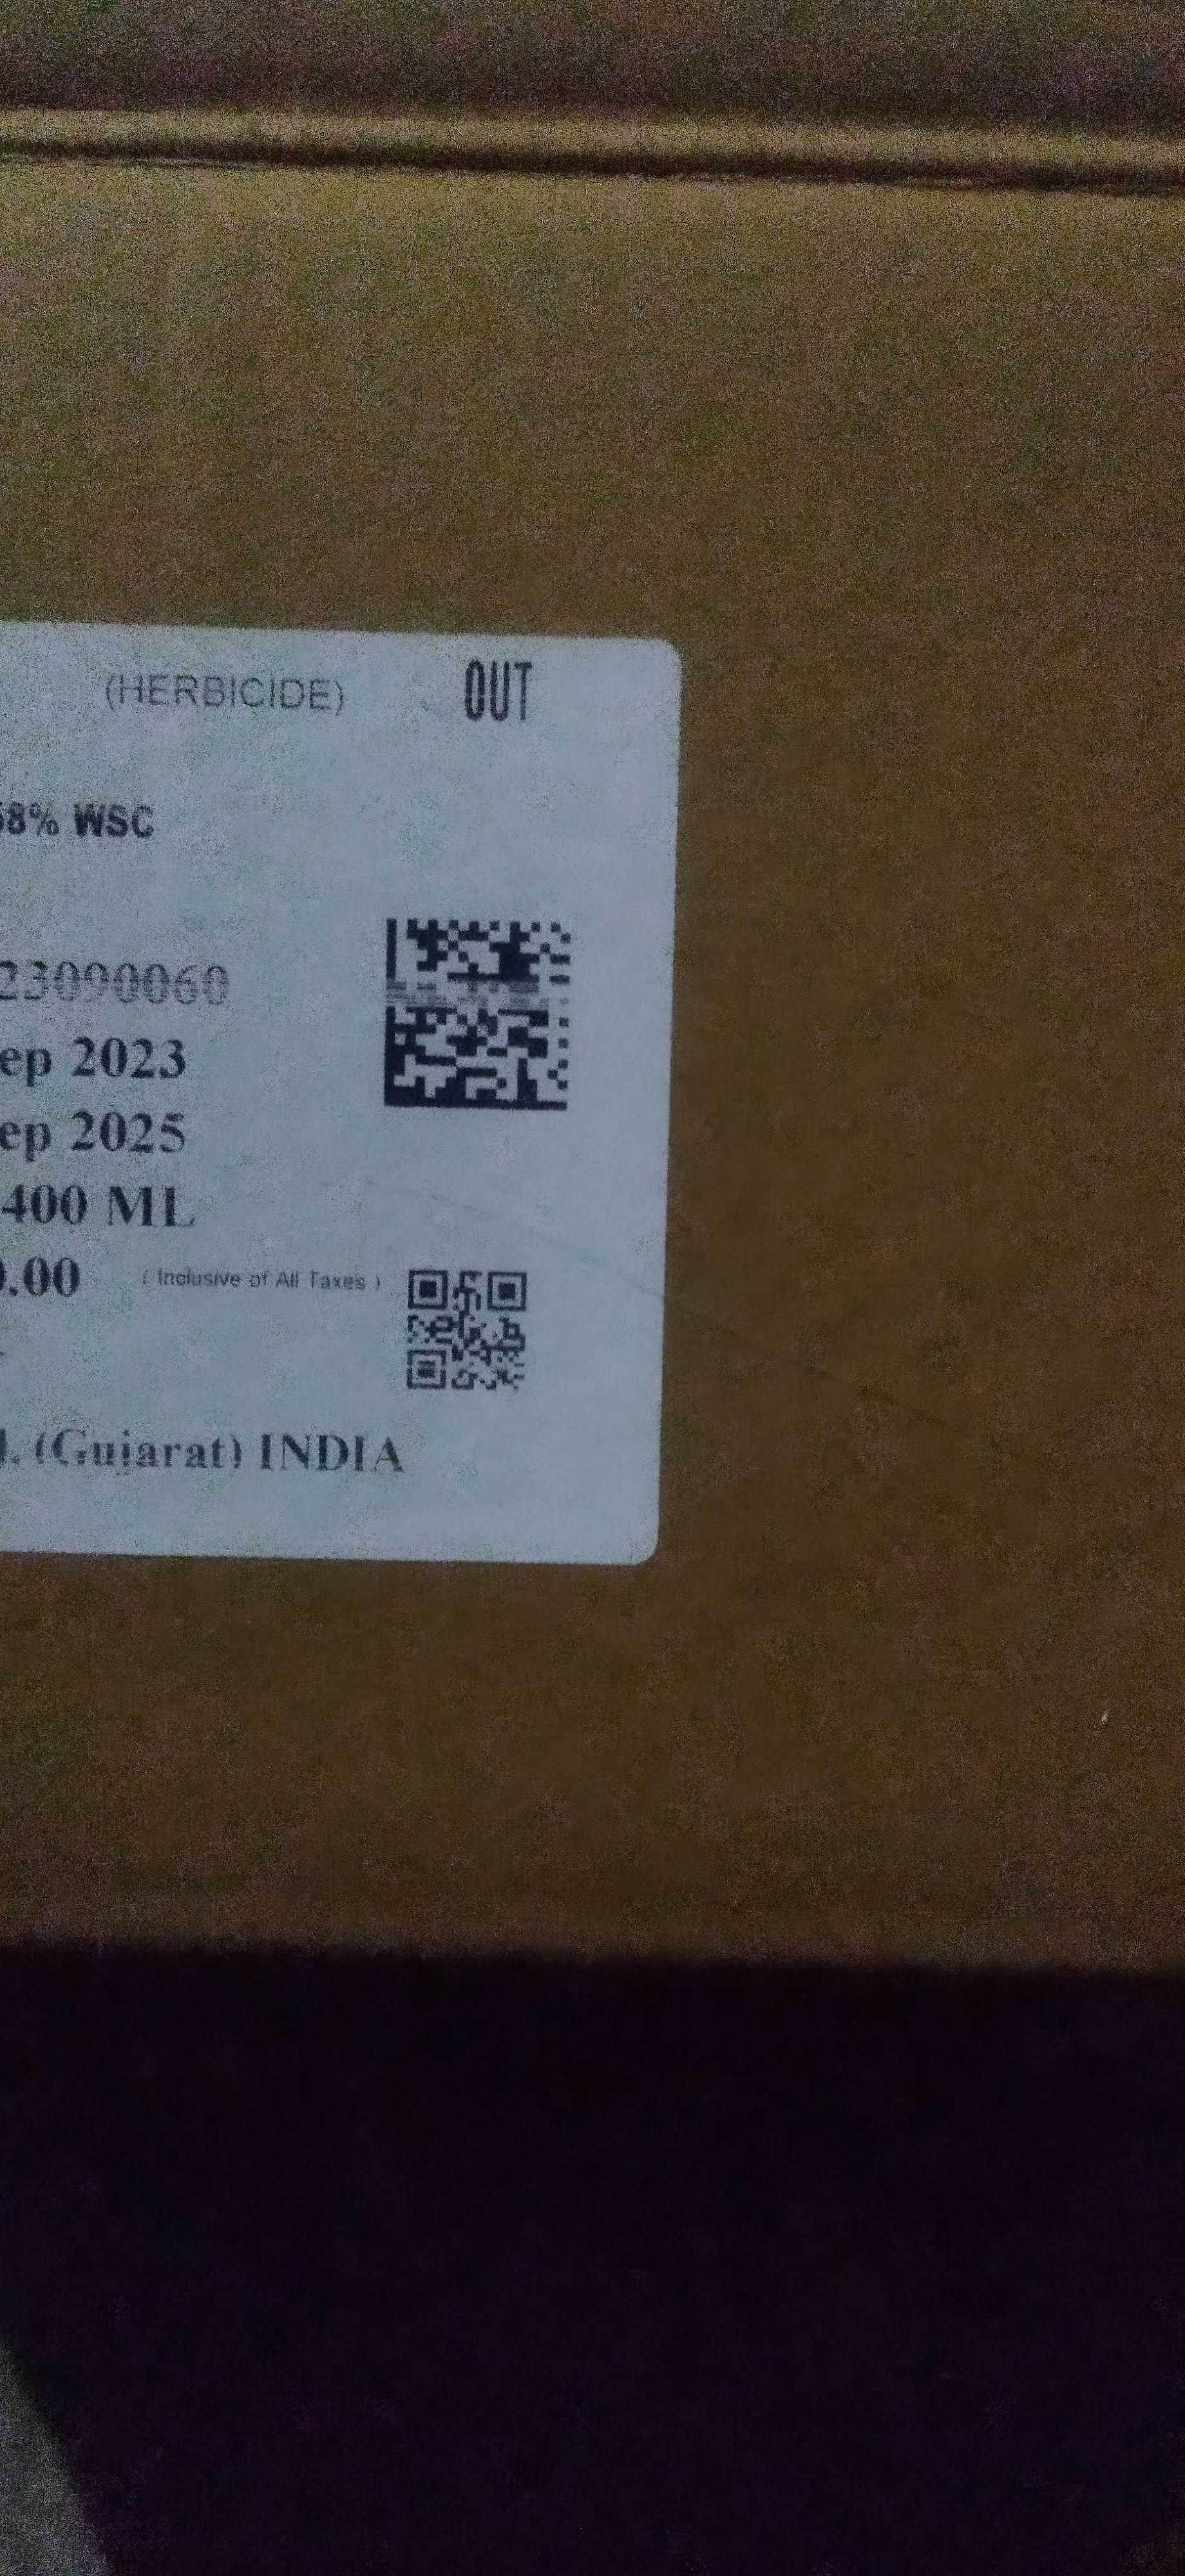 (HERBICIDE) OUT
58% WSC
23090060
ep 2023
ep 2025
400 ML
.00 ( Inclusive of All Taxes )
. (Gujarat) INDIA